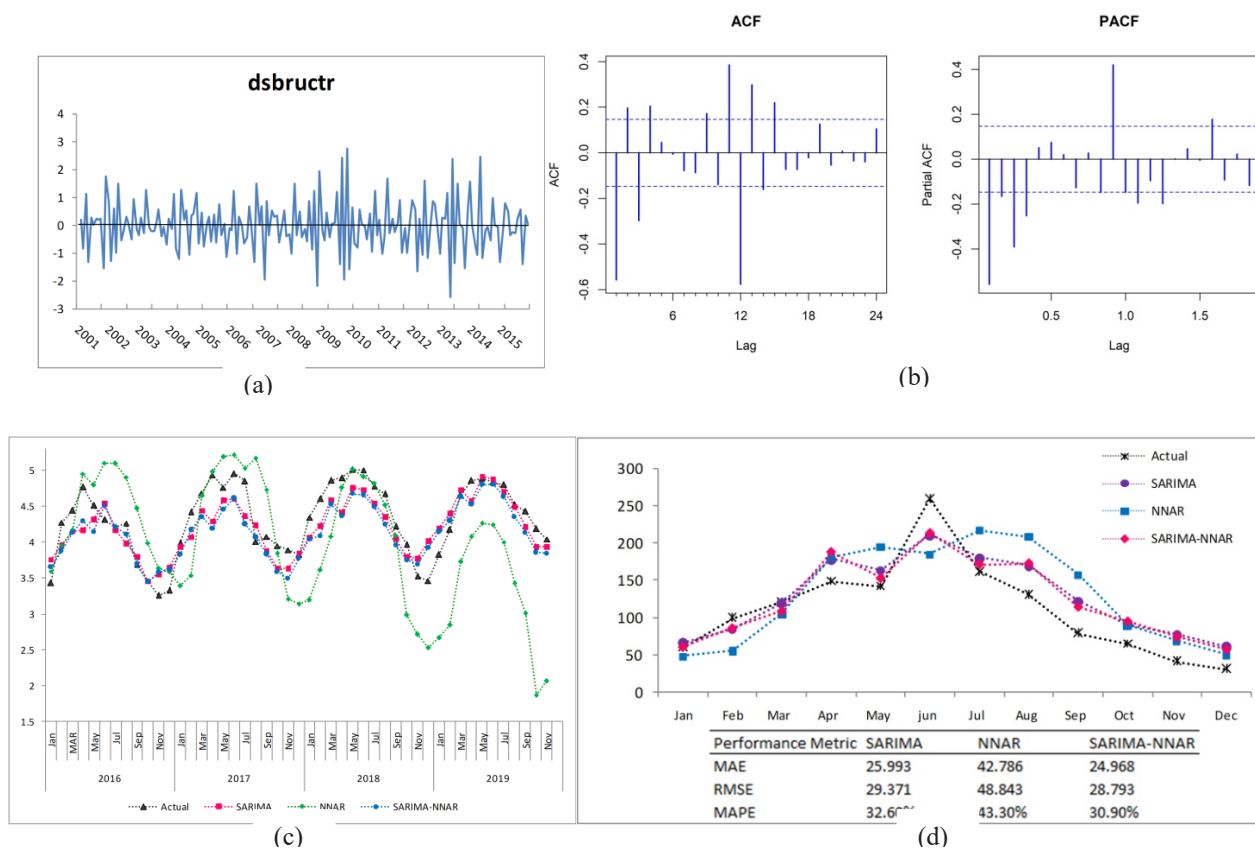 dsbructr
4
3
2
1
0
-1
-2
-3
2001 2002 2003 2004 2005 2006 2007 2008 2009 2010 2011 2012 2013 2014 2015
(a)
ACF
0.4
0.2
0.0
-0.2
-0.4
-0.6
ACF
6 12 18 24
Lag
PACF
0.4
0.2
0.0
-0.2
-0.4
Partial ACF
0.5 1.0 1.5
Lag
(b)
5
4.5
4
3.5
3
2.5
2
1.5
Jan MAR May Jul Sep Nov Jan Mar May Jul Sep Nov Jan Mar May Jul Sep Nov Jan Mar May Jul Sep Nov
2016 2017 2018 2019
Actual SARIMA NNAR SARIMA-NNAR
(c)
300
250
200
150
100
50
0
Actual
SARIMA
NNAR
SARIMA-NNAR
Jan Feb Mar Apr May jun Jul Aug Sep Oct Nov Dec
Performance Metric SARIMA NNAR SARIMA-NNAR
MAE 25.993 42.786 24.968
RMSE 29.371 48.843 28.793
MAPE 32.60% 43.30% 30.90%
(d)